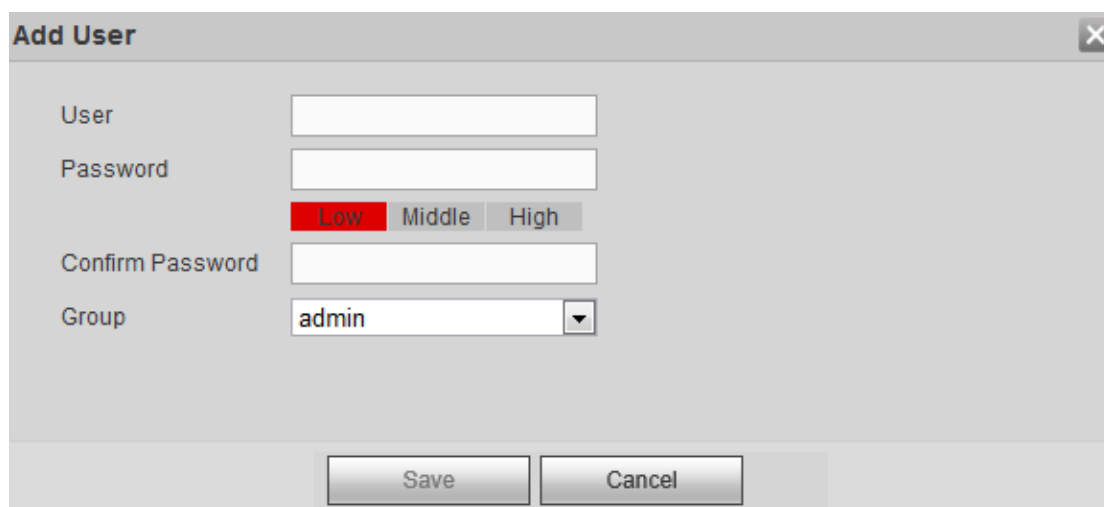 Add User
User
Password
Low Middle High
Confirm Password
Group admin
Save Cancel